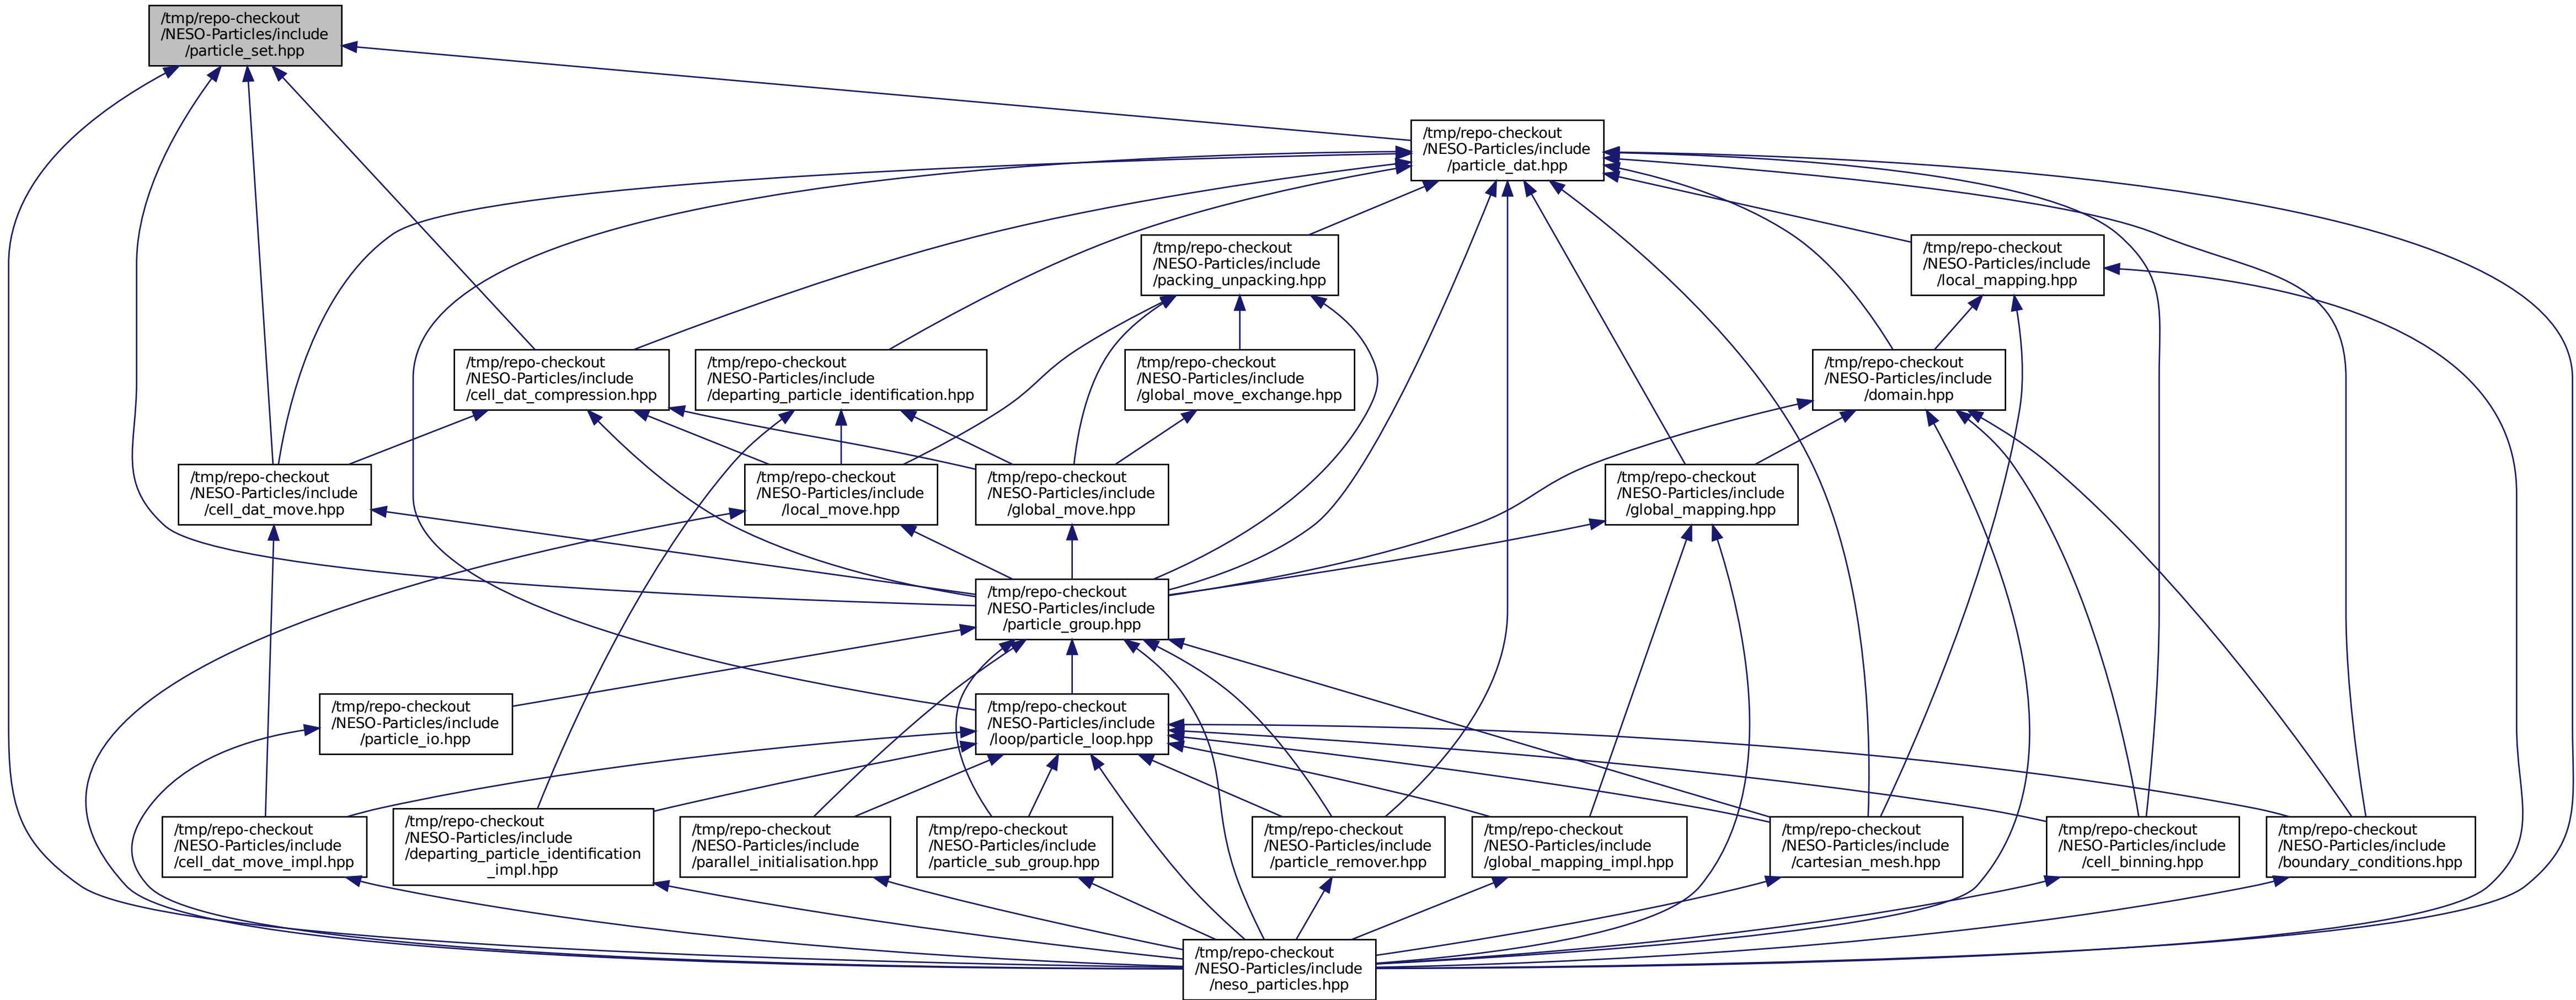 /tmp/repo-checkout
/NESO-Particles/include
/particle_set.hpp
/tmp/repo-checkout
/NESO-Particles/include
/particle_dat.hpp
/tmp/repo-checkout
/NESO-Particles/include
/packing_unpacking.hpp
/tmp/repo-checkout
/NESO-Particles/include
/local_mapping.hpp
/tmp/repo-checkout
/NESO-Particles/include
/cell_dat_compression.hpp
/tmp/repo-checkout
/NESO-Particles/include
/departing_particle_identification.hpp
/tmp/repo-checkout
/NESO-Particles/include
/global_move_exchange.hpp
/tmp/repo-checkout
/NESO-Particles/include
/domain.hpp
/tmp/repo-checkout
/NESO-Particles/include
/cell_dat_move.hpp
/tmp/repo-checkout
/NESO-Particles/include
/local_move.hpp
/tmp/repo-checkout
/NESO-Particles/include
/global_move.hpp
/tmp/repo-checkout
/NESO-Particles/include
/global_mapping.hpp
/tmp/repo-checkout
/NESO-Particles/include
/particle_group.hpp
/tmp/repo-checkout
/NESO-Particles/include
/particle_io.hpp
/tmp/repo-checkout
/NESO-Particles/include
/loop/particle_loop.hpp
/tmp/repo-checkout
/NESO-Particles/include
/cell_dat_move_impl.hpp
/tmp/repo-checkout
/NESO-Particles/include
/departing_particle_identification
_impl.hpp
/tmp/repo-checkout
/NESO-Particles/include
/parallel_initialisation.hpp
/tmp/repo-checkout
/NESO-Particles/include
/particle_sub_group.hpp
/tmp/repo-checkout
/NESO-Particles/include
/particle_remover.hpp
/tmp/repo-checkout
/NESO-Particles/include
/global_mapping_impl.hpp
/tmp/repo-checkout
/NESO-Particles/include
/cartesian_mesh.hpp
/tmp/repo-checkout
/NESO-Particles/include
/cell_binning.hpp
/tmp/repo-checkout
/NESO-Particles/include
/boundary_conditions.hpp
/tmp/repo-checkout
/NESO-Particles/include
/neso_particles.hpp